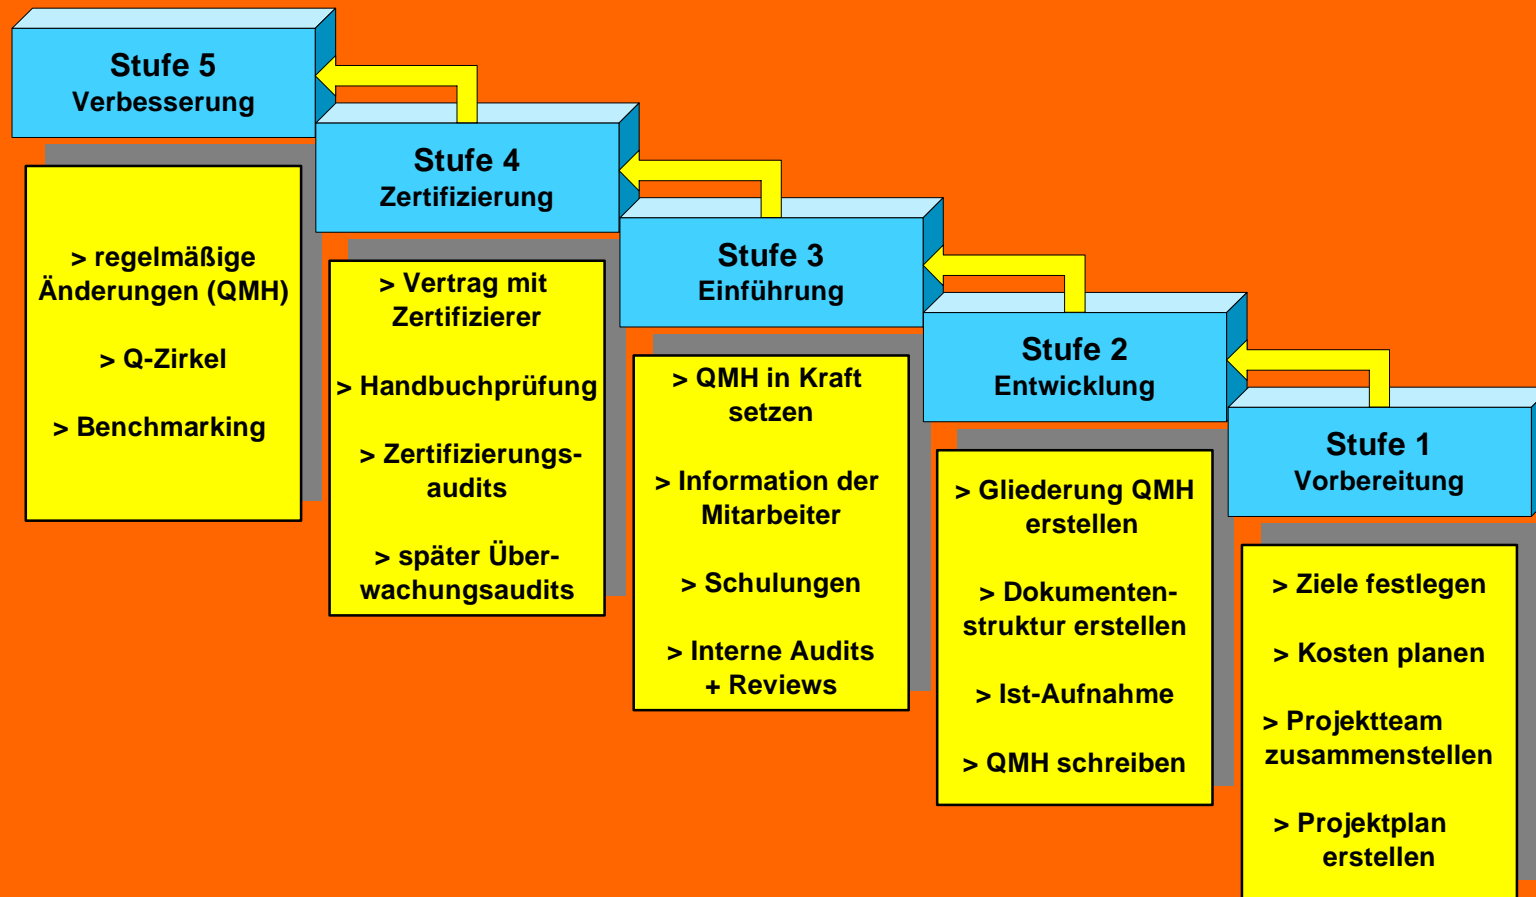 Stufe 5
Verbesserung
> regelmäßige
Änderungen (QMH)
> Q-Zirkel
> Benchmarking
Stufe 4
Zertifizierung
> Vertrag mit
Zertifizierer
> Handbuchprüfung
> Zertifizierungs-
audits
> später Über-
wachungsaudits
Stufe 3
Einführung
> QMH in Kraft
setzen
> Information der
Mitarbeiter
> Schulungen
> Interne Audits
+ Reviews
Stufe 2
Entwicklung
> Gliederung QMH
erstellen
> Dokumenten-
struktur erstellen
> Ist-Aufnahme
> QMH schreiben
Stufe 1
Vorbereitung
> Ziele festlegen
> Kosten planen
> Projektteam
zusammenstellen
> Projektplan
erstellen